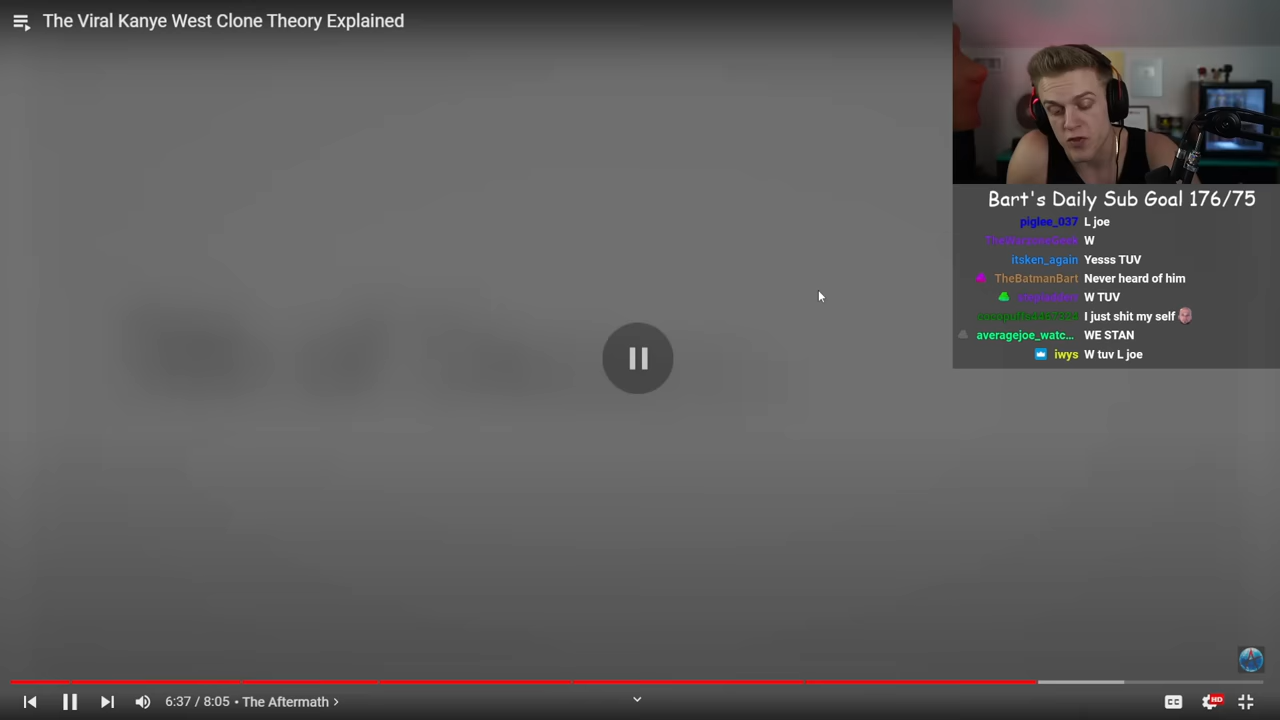 The Viral Kanye West Clone Theory Explained
Bart's Daily Sub Goal 176/75
piglee_037 L joe
W
itsken_again Yesss TUV
TheBatmanBart Never heard of him
W TUV
I just shit my self
averagejoe_watc... WE STAN
iwys W tuv L joe
6:37 / 8:05 • The Aftermath >
CC
HD